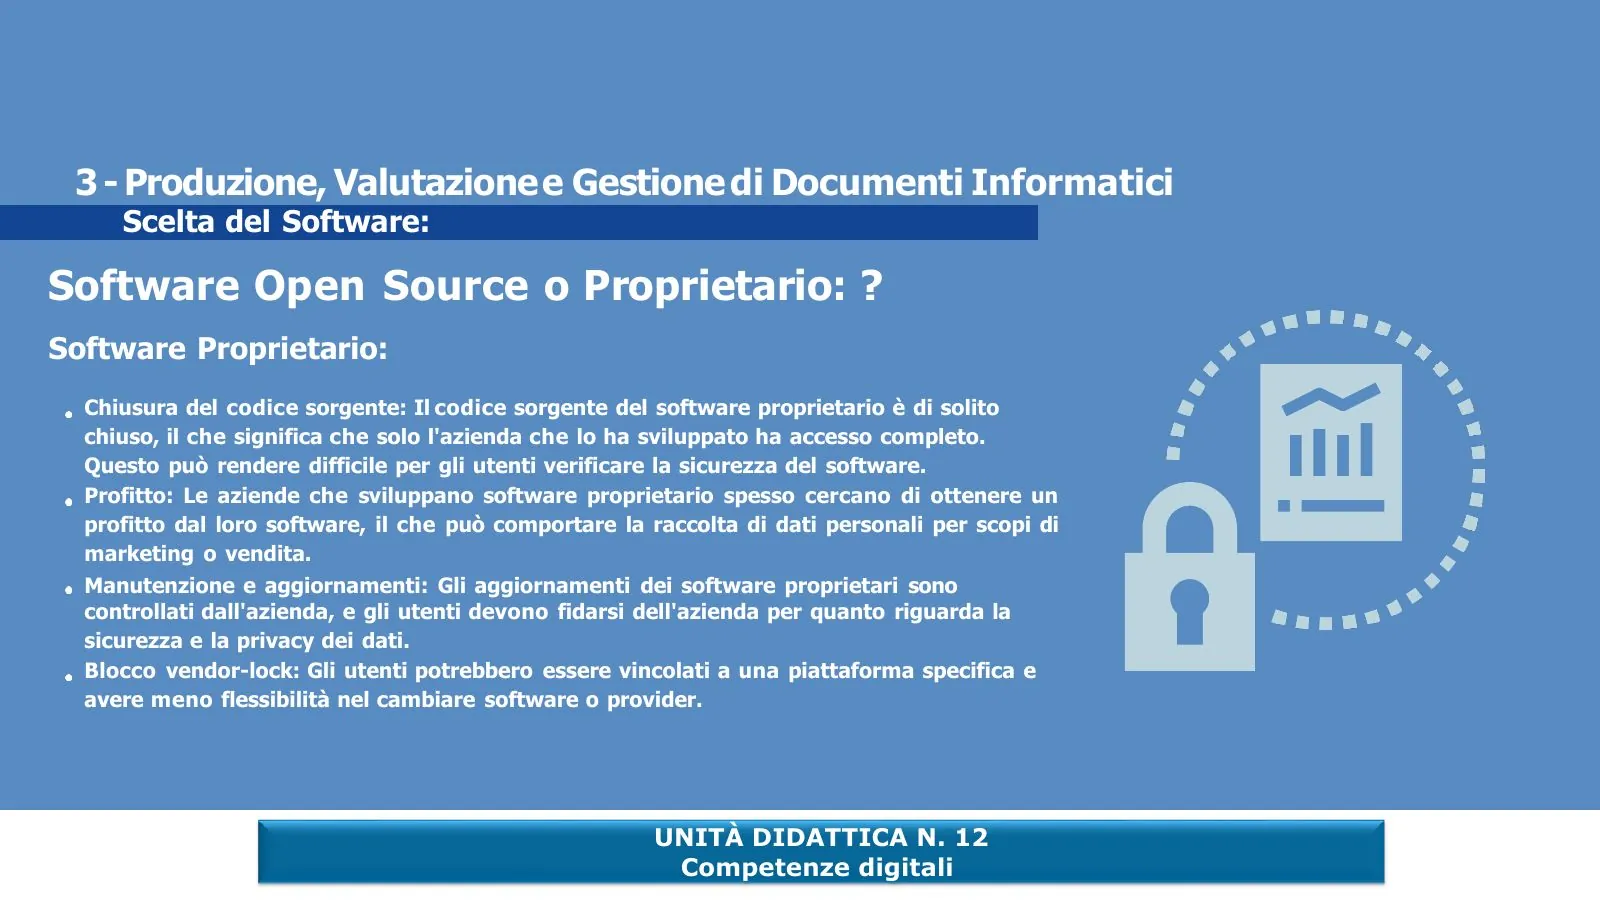 3 - Produzione, Valutazione e Gestione di Documenti Informatici
Scelta del Software:
Software Open Source o Proprietario: ?
Software Proprietario:
• Chiusura del codice sorgente: Il codice sorgente del software proprietario è di solito
chiuso, il che significa che solo l'azienda che lo ha sviluppato ha accesso completo.
Questo può rendere difficile per gli utenti verificare la sicurezza del software.
• Profitto: Le aziende che sviluppano software proprietario spesso cercano di ottenere un
profitto dal loro software, il che può comportare la raccolta di dati personali per scopi di
marketing o vendita.
• Manutenzione e aggiornamenti: Gli aggiornamenti dei software proprietari sono
controllati dall'azienda, e gli utenti devono fidarsi dell'azienda per quanto riguarda la
sicurezza e la privacy dei dati.
• Blocco vendor-lock: Gli utenti potrebbero essere vincolati a una piattaforma specifica e
avere meno flessibilità nel cambiare software o provider.
UNITÀ DIDATTICA N. 12
Competenze digitali